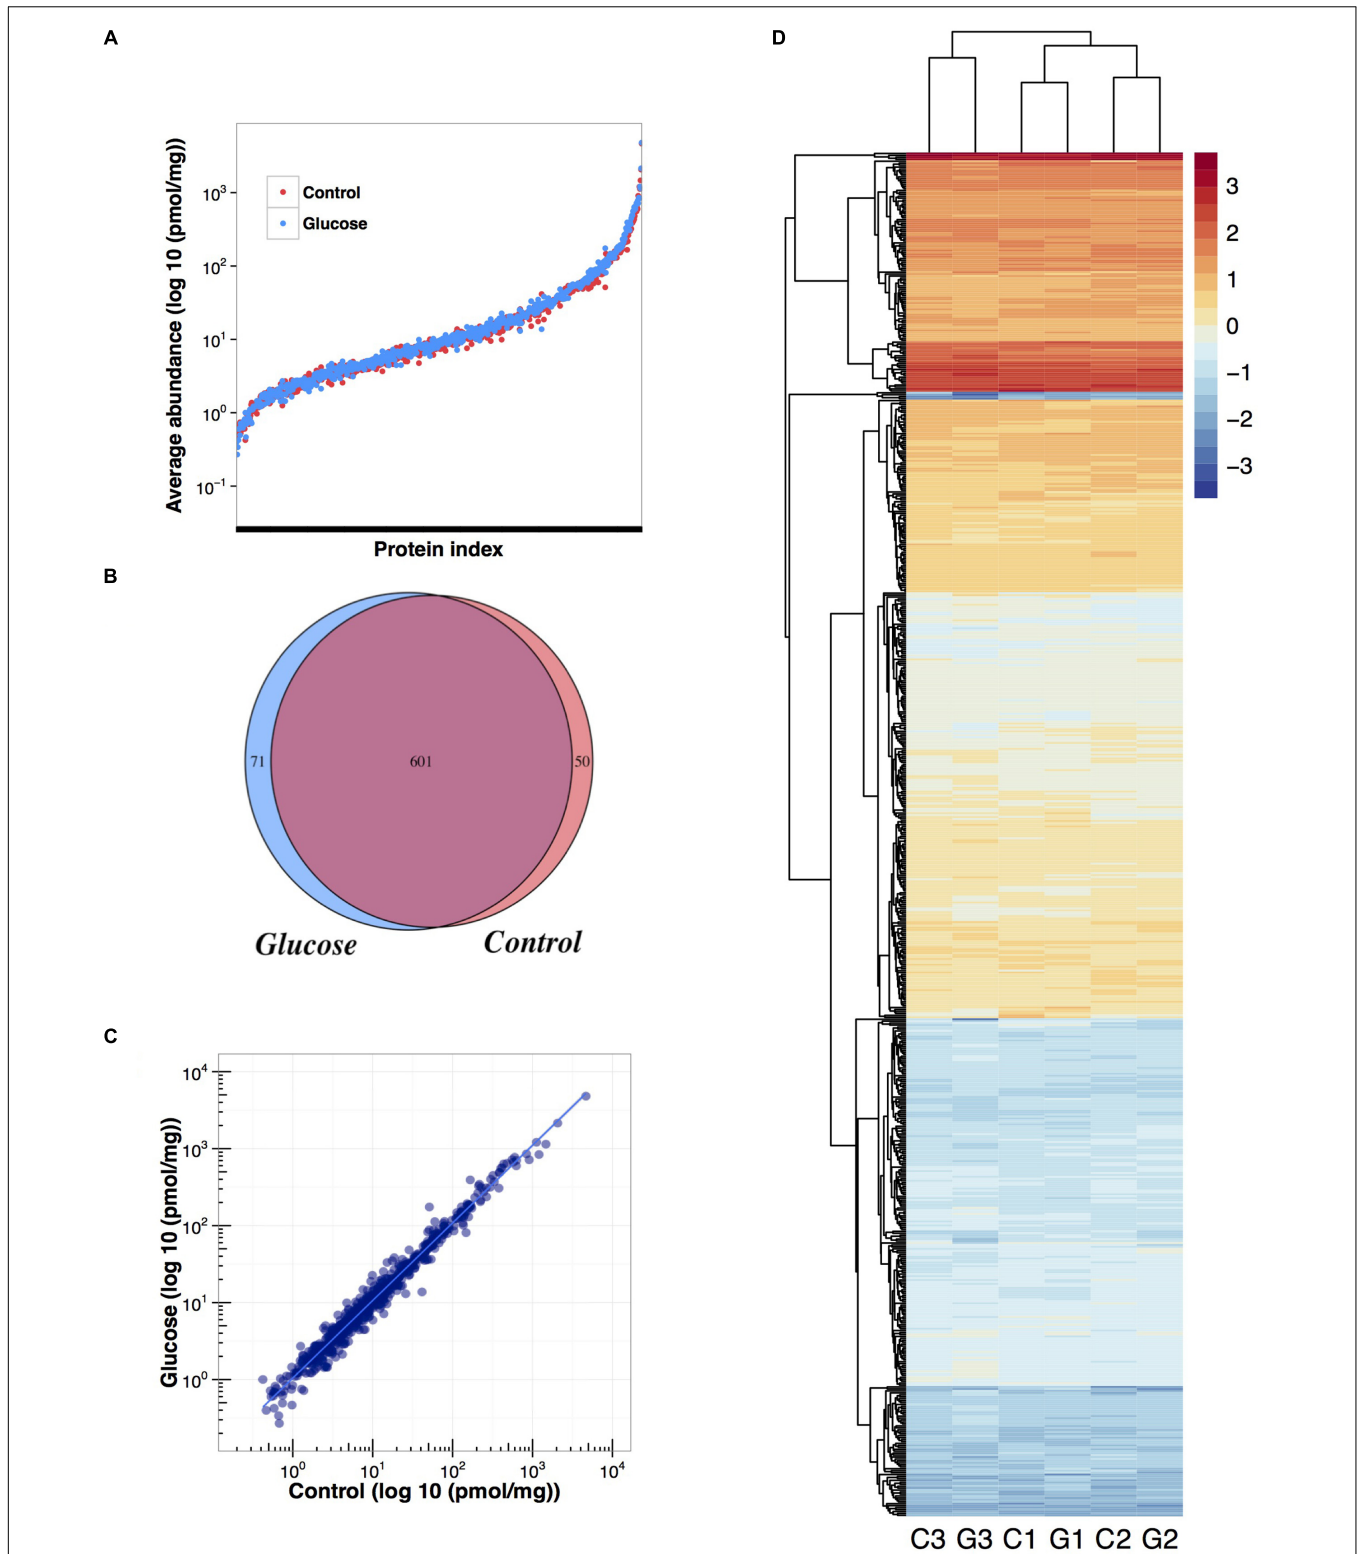 A
Average abundance (log 10 (pmol/mg))
10³
10²
10¹
10⁰
10⁻¹
Control
Glucose
Protein index
B
71
601
50
Glucose
Control
C
Glucose (log 10 (pmol/mg))
10⁴
10³
10²
10¹
10⁰
10⁰
10¹
10²
10³
10⁴
Control (log 10 (pmol/mg))
D
3
2
1
0
−1
−2
−3
C3 G3 C1 G1 C2 G2